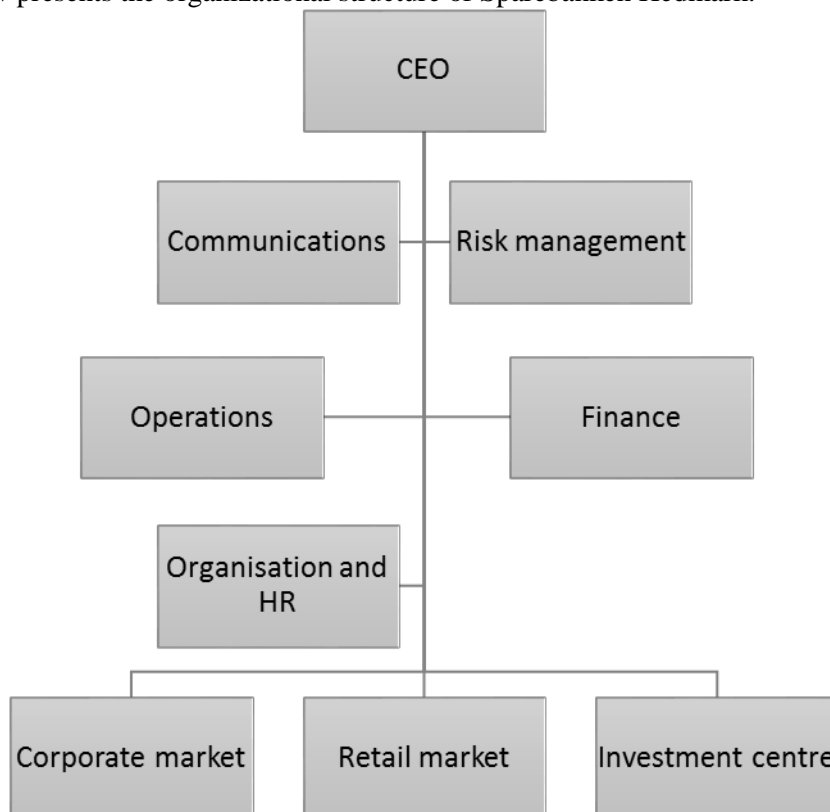 presents the organizational structure of Sparebanken Hedmark.
CEO
Communications
Risk management
Operations
Finance
Organisation and
HR
Corporate market
Retail market
Investment centre